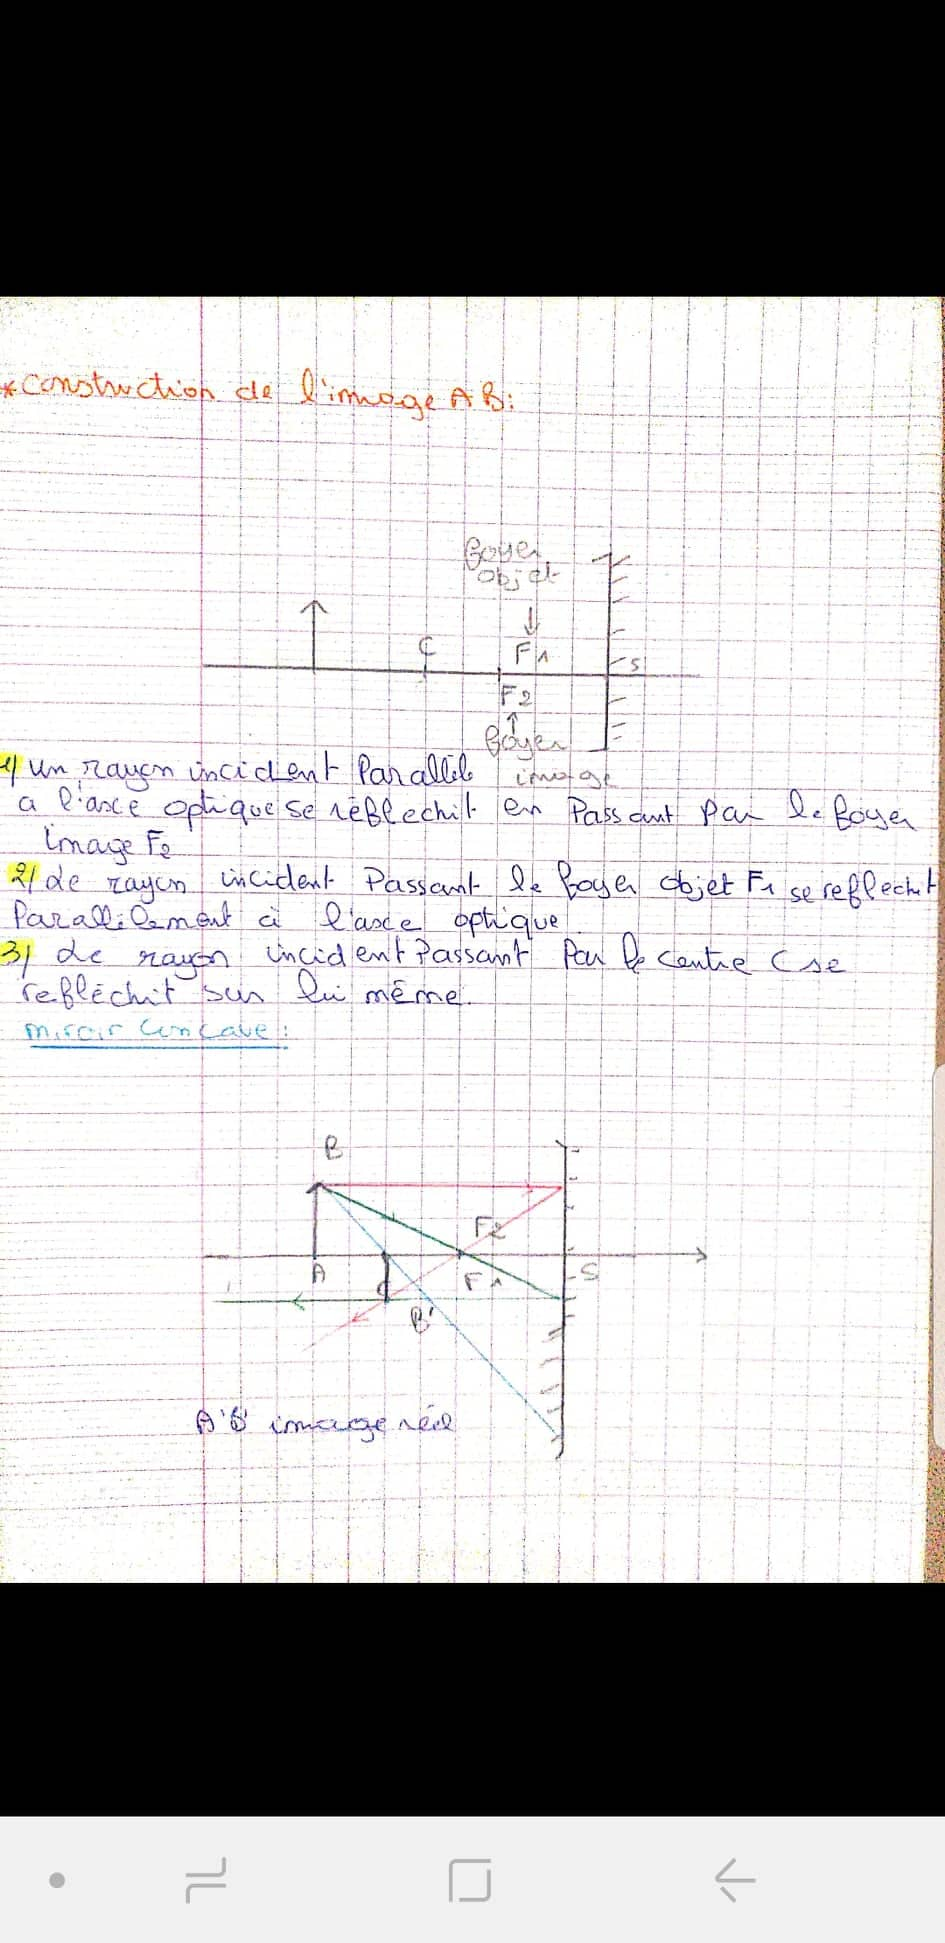 * Construction de l'image AB:
foyer
objet
C
F1
S
F2
foyer
1/ un rayon incident Parallèl image
a l'axe optique se réflechit en Passant Par le foyer
image F2
2/ Le rayon incident Passant le foyer objet F1 se reflechit
Parallèlement à l'axe optique
3/ Le rayon incident Passant Par le centre C se
refléchit sur lui même.
miroir Concave:
B
F2
A
C
F1
S
B'
A'B' image réel